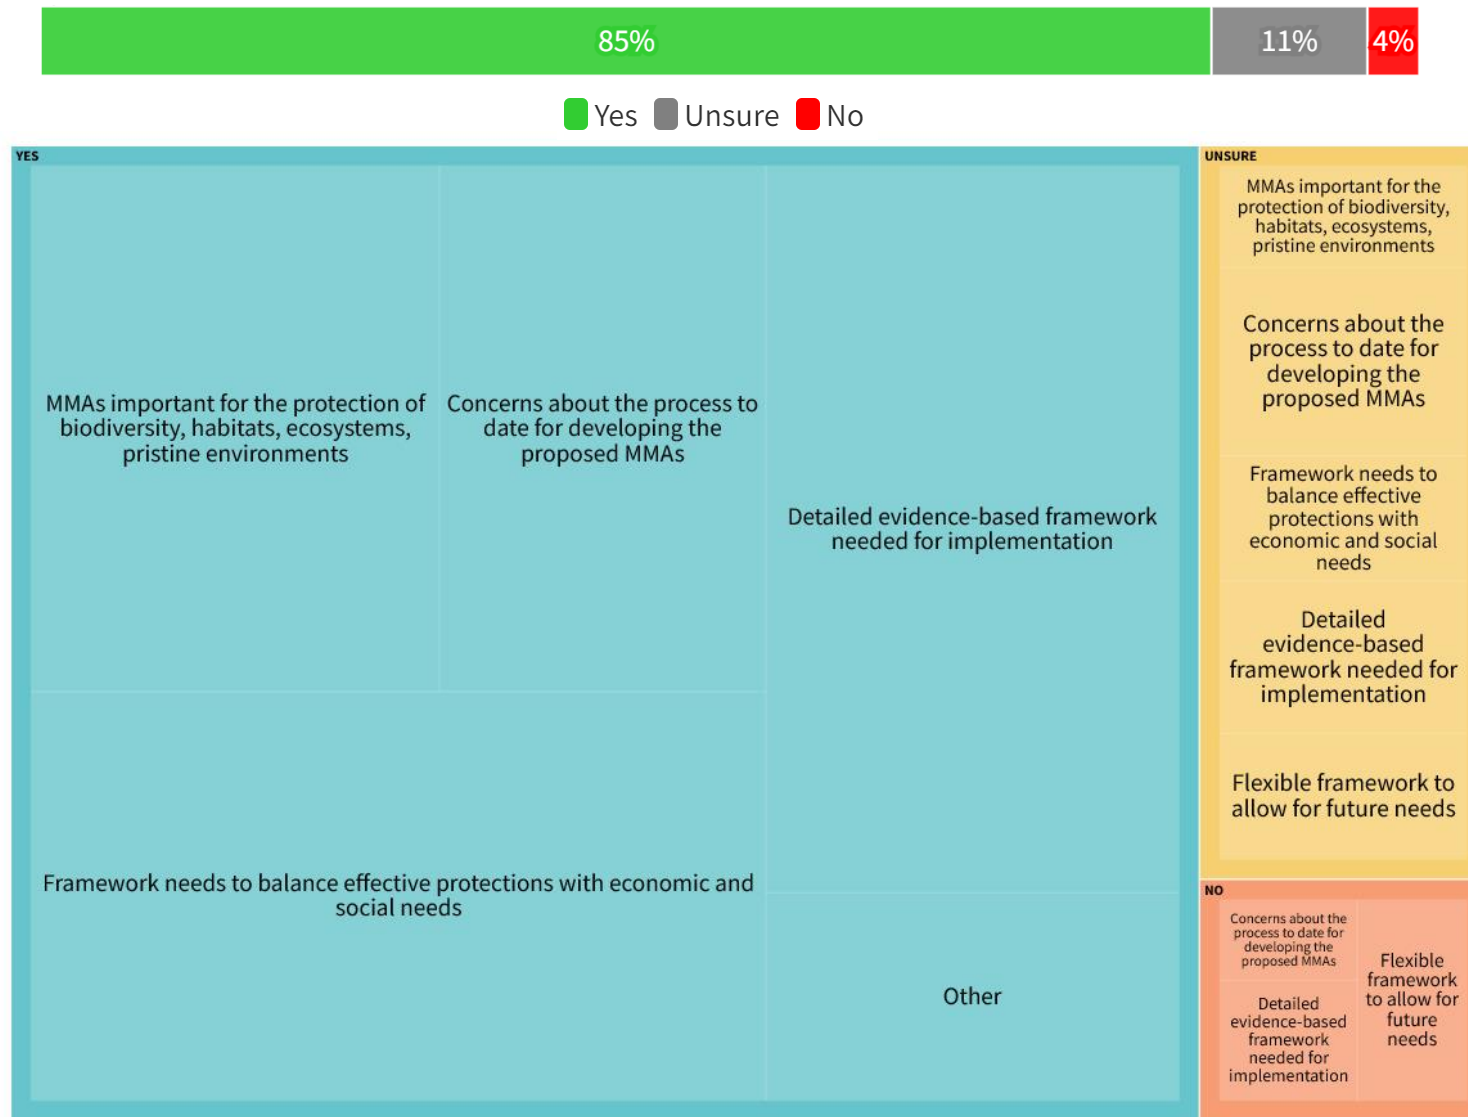 85%
11%
4%
Yes
Unsure
No
YES
MMAs important for the protection of
biodiversity, habitats, ecosystems,
pristine environments
Concerns about the process to
date for developing the
proposed MMAs
Detailed evidence-based framework
needed for implementation
Framework needs to balance effective protections with economic and
social needs
Other
UNSURE
MMAs important for the
protection of biodiversity,
habitats, ecosystems,
pristine environments
Concerns about the
process to date for
developing the
proposed MMAs
Framework needs to
balance effective
protections with
economic and social
needs
Detailed
evidence-based
framework needed for
implementation
Flexible framework to
allow for future needs
NO
Concerns about the
process to date for
developing the
proposed MMAs
Detailed
evidence-based
framework
needed for
implementation
Flexible
framework
to allow for
future
needs